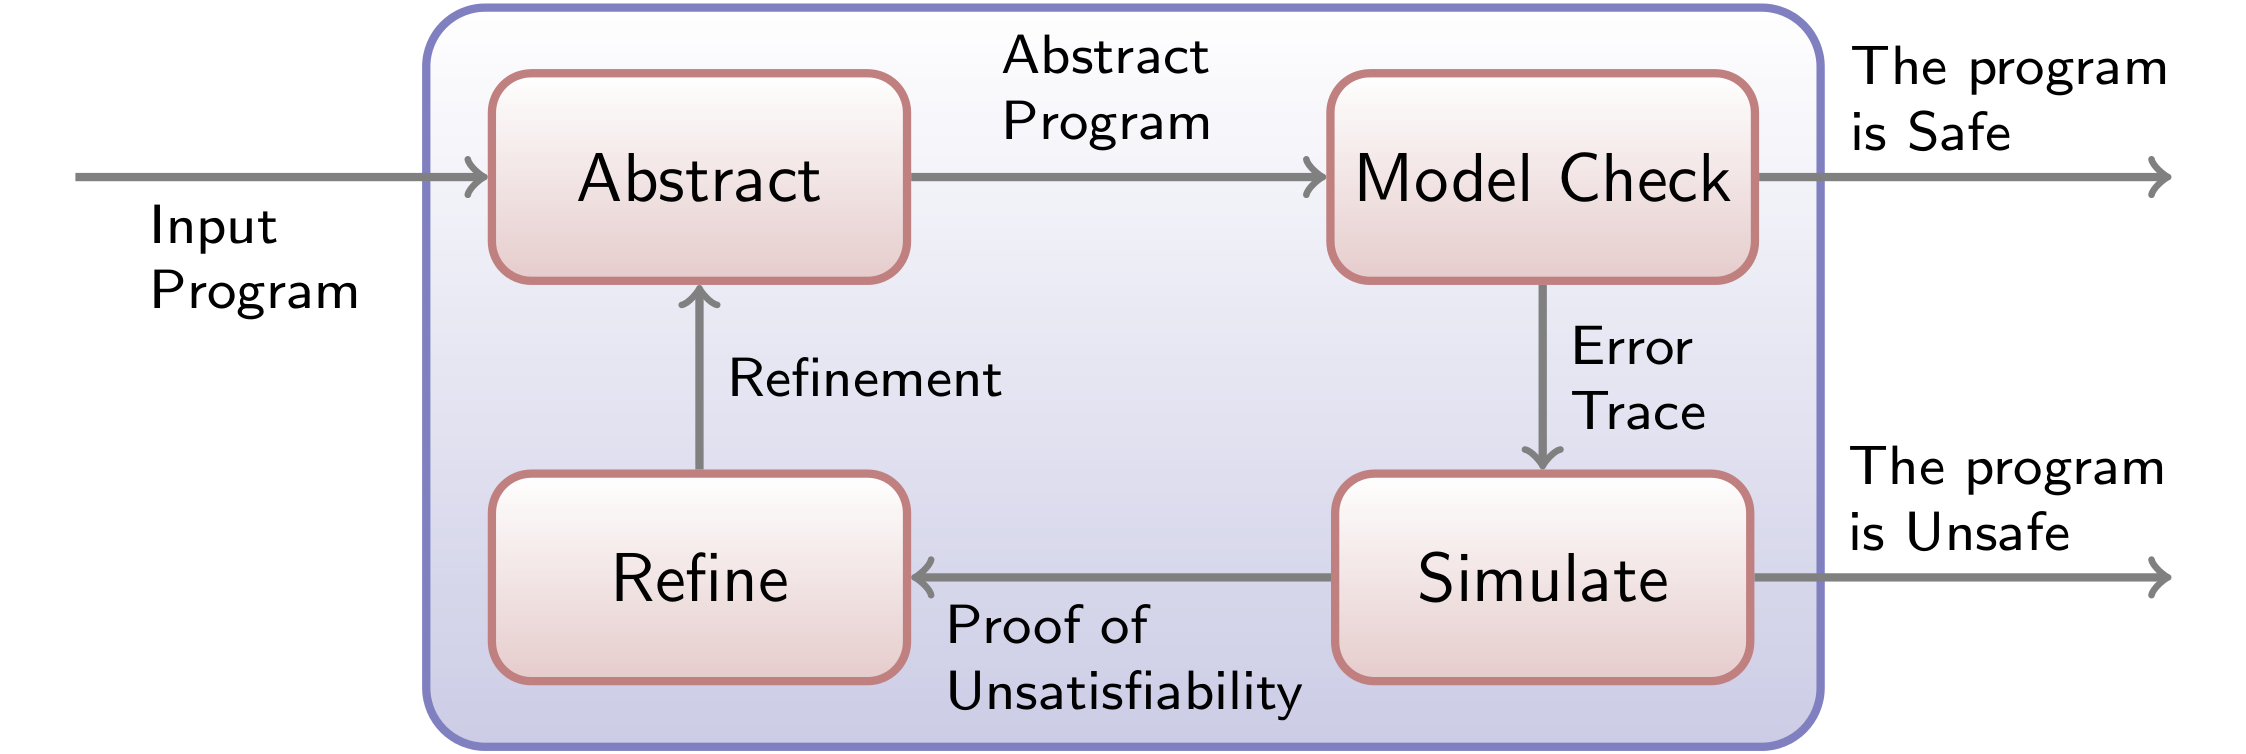 Abstract
Program
The program
is Safe
Abstract
Model Check
Input
Program
Error
Trace
Refinement
The program
is Unsafe
Refine
Simulate
Proof of
Unsatisfiability